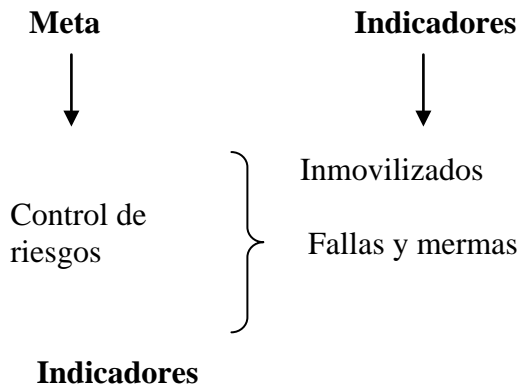 Meta
Indicadores
Inmovilizados
Control de
riesgos
Fallas y mermas
Indicadores